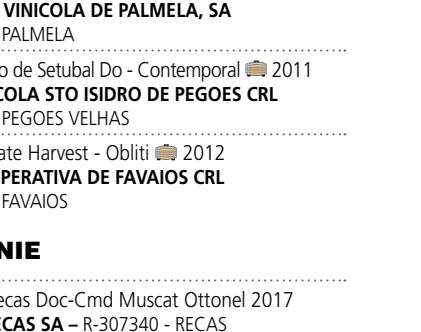 VINICOLA DE PALMELA, SA
PALMELA
o de Setubal Do - Contemporal 2011
COLA STO ISIDRO DE PEGOES CRL
PEGOES VELHAS
ate Harvest - Obliti 2012
PERATIVA DE FAVAIOS CRL
FAVAIOS
NIE
ecas Doc-Cmd Muscat Ottonel 2017
ECAS SA – R-307340 - RECAS